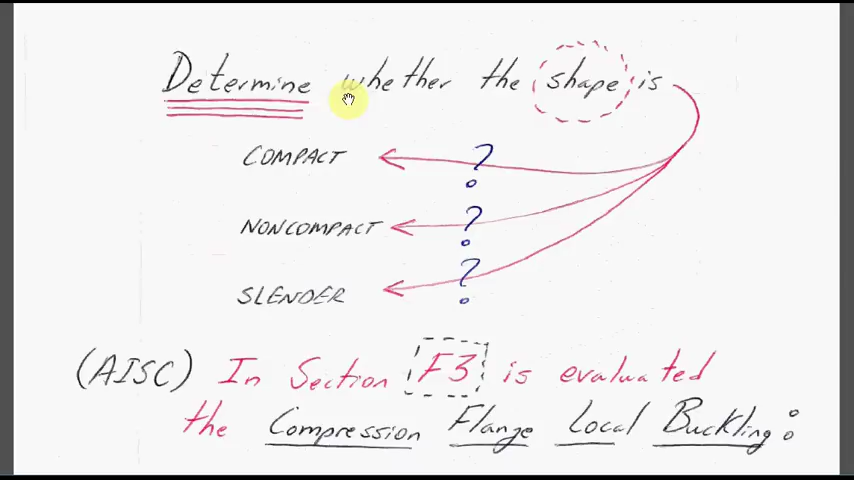 Determine whether the shape is
COMPACT ?
NONCOMPACT ?
SLENDER ?
(AISC) In Section F3 is evaluated
the Compression Flange Local Buckling: